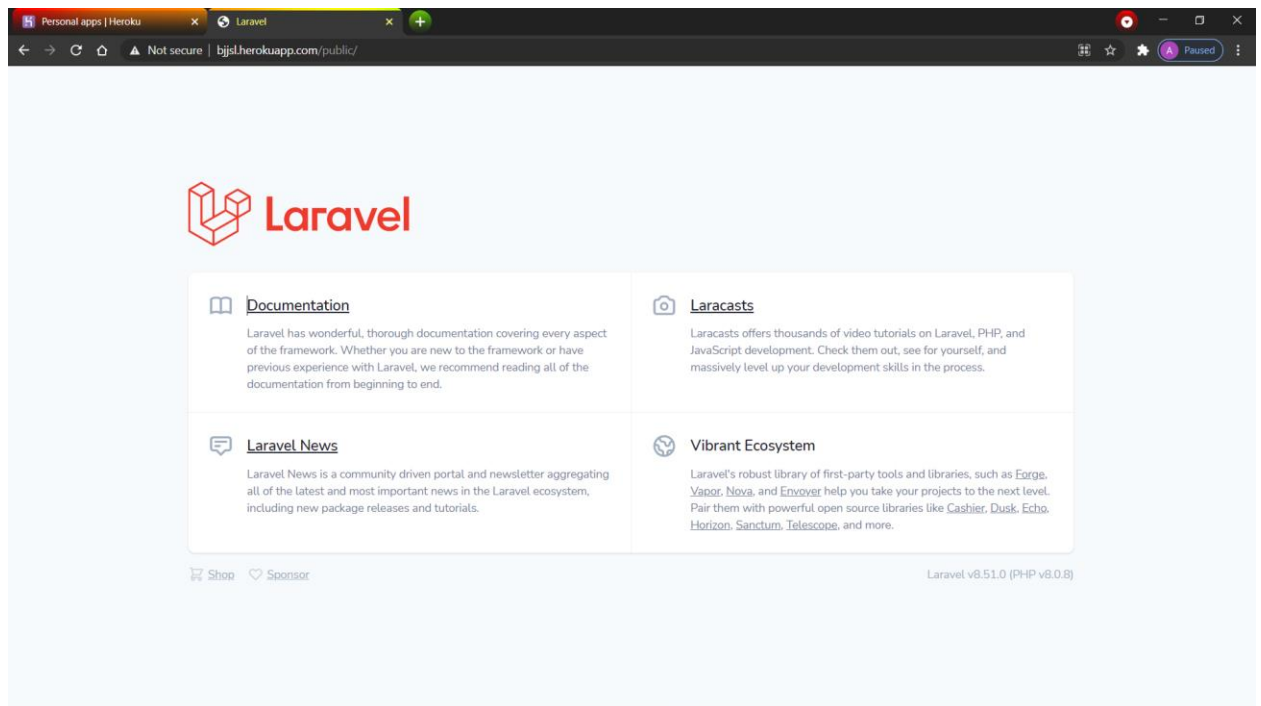 Personal apps | Heroku
Laravel
Not secure | bjjsl.herokuapp.com/public/
A Paused
Laravel
Documentation
Laravel has wonderful, thorough documentation covering every aspect
of the framework. Whether you are new to the framework or have
previous experience with Laravel, we recommend reading all of the
documentation from beginning to end.
Laracasts
Laracasts offers thousands of video tutorials on Laravel, PHP, and
JavaScript development. Check them out, see for yourself, and
massively level up your development skills in the process.
Laravel News
Laravel News is a community driven portal and newsletter aggregating
all of the latest and most important news in the Laravel ecosystem,
including new package releases and tutorials.
Vibrant Ecosystem
Laravel's robust library of first-party tools and libraries, such as Forge,
Vapor, Nova, and Envoyer help you take your projects to the next level.
Pair them with powerful open source libraries like Cashier, Dusk, Echo,
Horizon, Sanctum, Telescope, and more.
Shop
Sponsor
Laravel v8.51.0 (PHP v8.0.8)